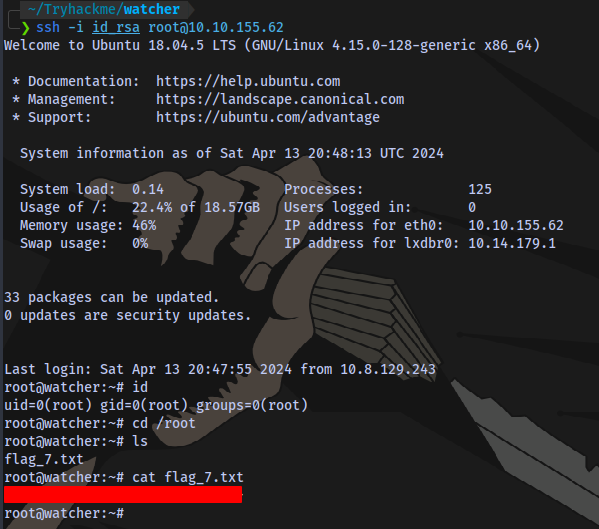 ~/Tryhackme/watcher
❯ ssh -i id_rsa root@10.10.155.62
Welcome to Ubuntu 18.04.5 LTS (GNU/Linux 4.15.0-128-generic x86_64)
* Documentation:  https://help.ubuntu.com
* Management:     https://landscape.canonical.com
* Support:        https://ubuntu.com/advantage
System information as of Sat Apr 13 20:48:13 UTC 2024
System load:  0.14              Processes:             125
Usage of /:   22.4% of 18.57GB   Users logged in:       0
Memory usage: 46%               IP address for eth0:   10.10.155.62
Swap usage:   0%                IP address for lxdbr0: 10.14.179.1
33 packages can be updated.
0 updates are security updates.
Last login: Sat Apr 13 20:47:55 2024 from 10.8.129.243
root@watcher:~# id
uid=0(root) gid=0(root) groups=0(root)
root@watcher:~# cd /root
root@watcher:~# ls
flag_7.txt
root@watcher:~# cat flag_7.txt
root@watcher:~#